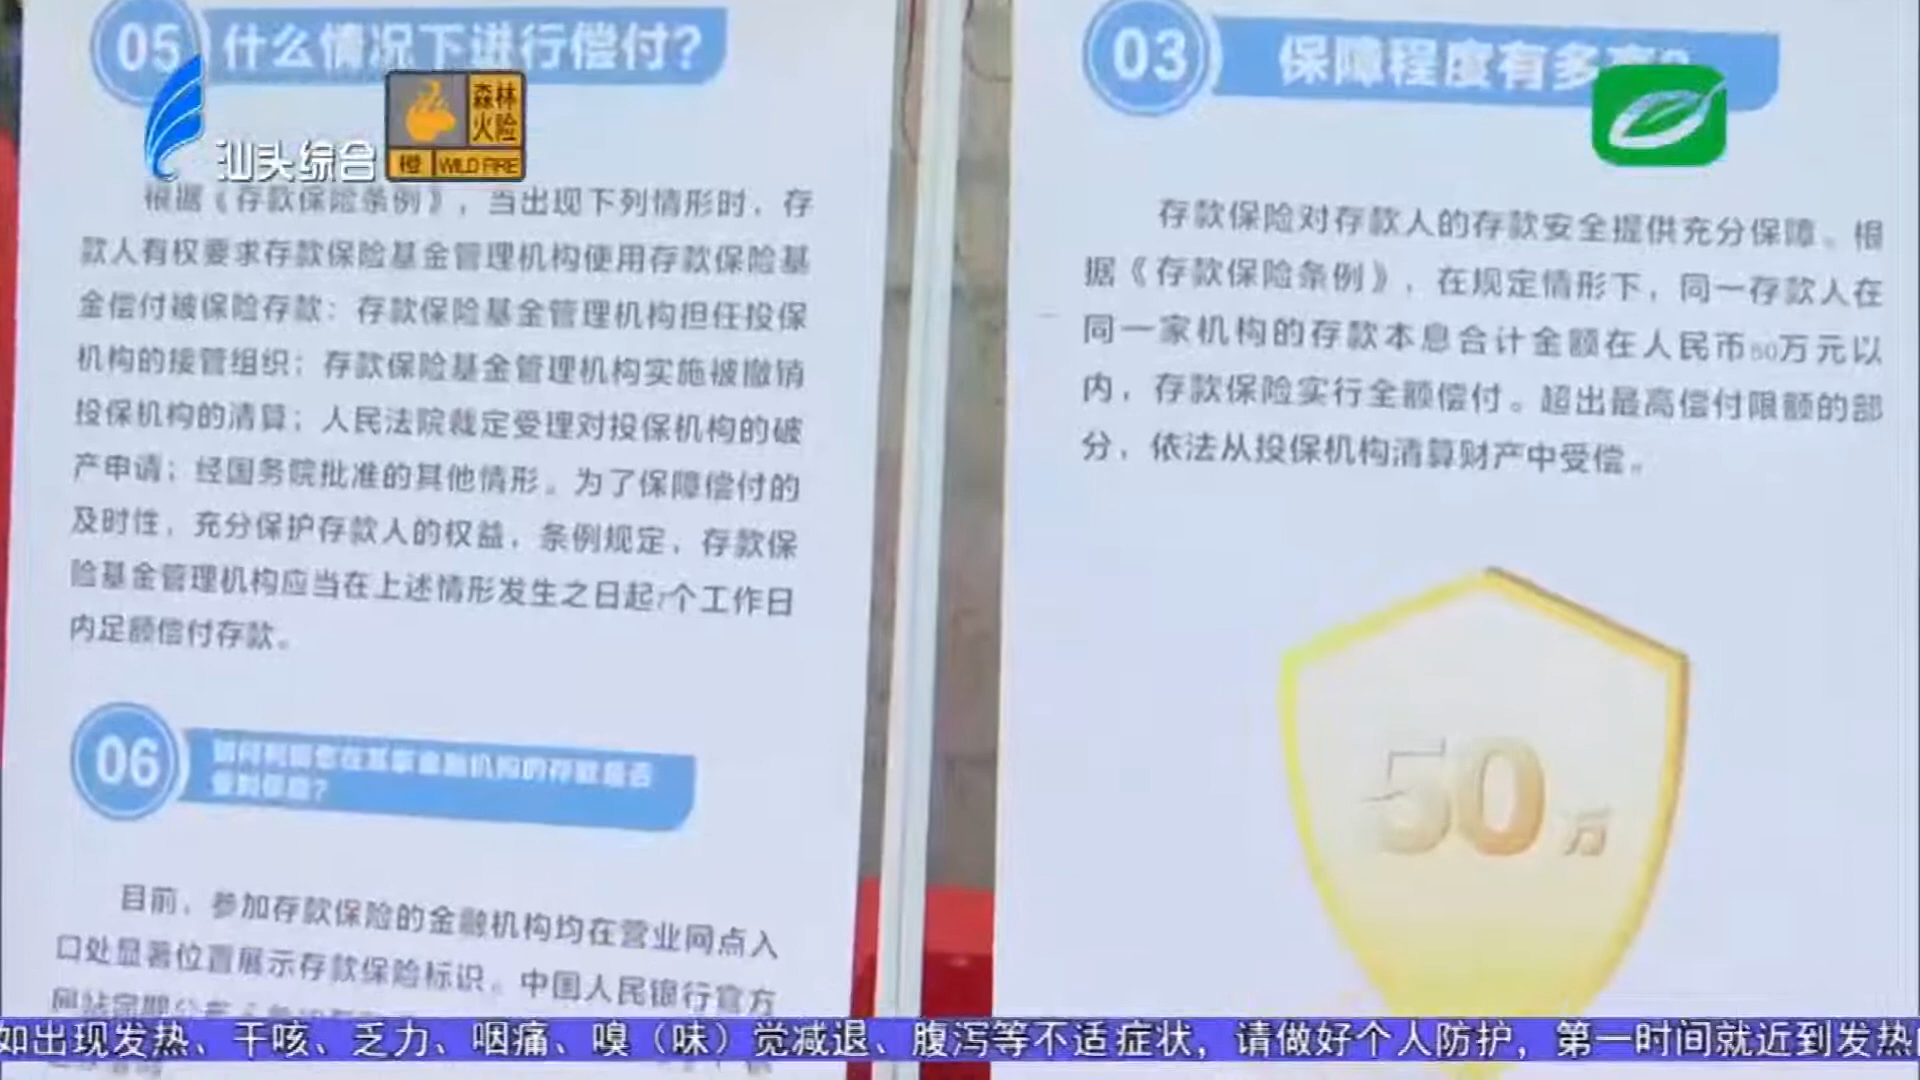 05 什么情况下进行偿付？
汕头综合
森林
火险
橙 WILD FIRE
根据《存款保险条例》，当出现下列情形时，存
款人有权要求存款保险基金管理机构使用存款保险基
金偿付被保险存款：存款保险基金管理机构担任投保
机构的接管组织；存款保险基金管理机构实施被撤销
投保机构的清算；人民法院裁定受理对投保机构的破
产申请；经国务院批准的其他情形。为了保障偿付的
及时性，充分保护存款人的权益，条例规定，存款保
险基金管理机构应当在上述情形发生之日起7个工作日
内足额偿付存款。
06
金融机构的存款是否
目前，参加存款保险的金融机构均在营业网点入
口处显著位置展示存款保险标识。中国人民银行官方
03 保障程度有多高？
存款保险对存款人的存款安全提供充分保障。根
据《存款保险条例》，在规定情形下，同一存款人在
同一家机构的存款本息合计金额在人民币50万元以
内，存款保险实行全额偿付。超出最高偿付限额的部
分，依法从投保机构清算财产中受偿。
50万
如出现发热、干咳、乏力、咽痛、嗅（味）觉减退、腹泻等不适症状，请做好个人防护，第一时间就近到发热